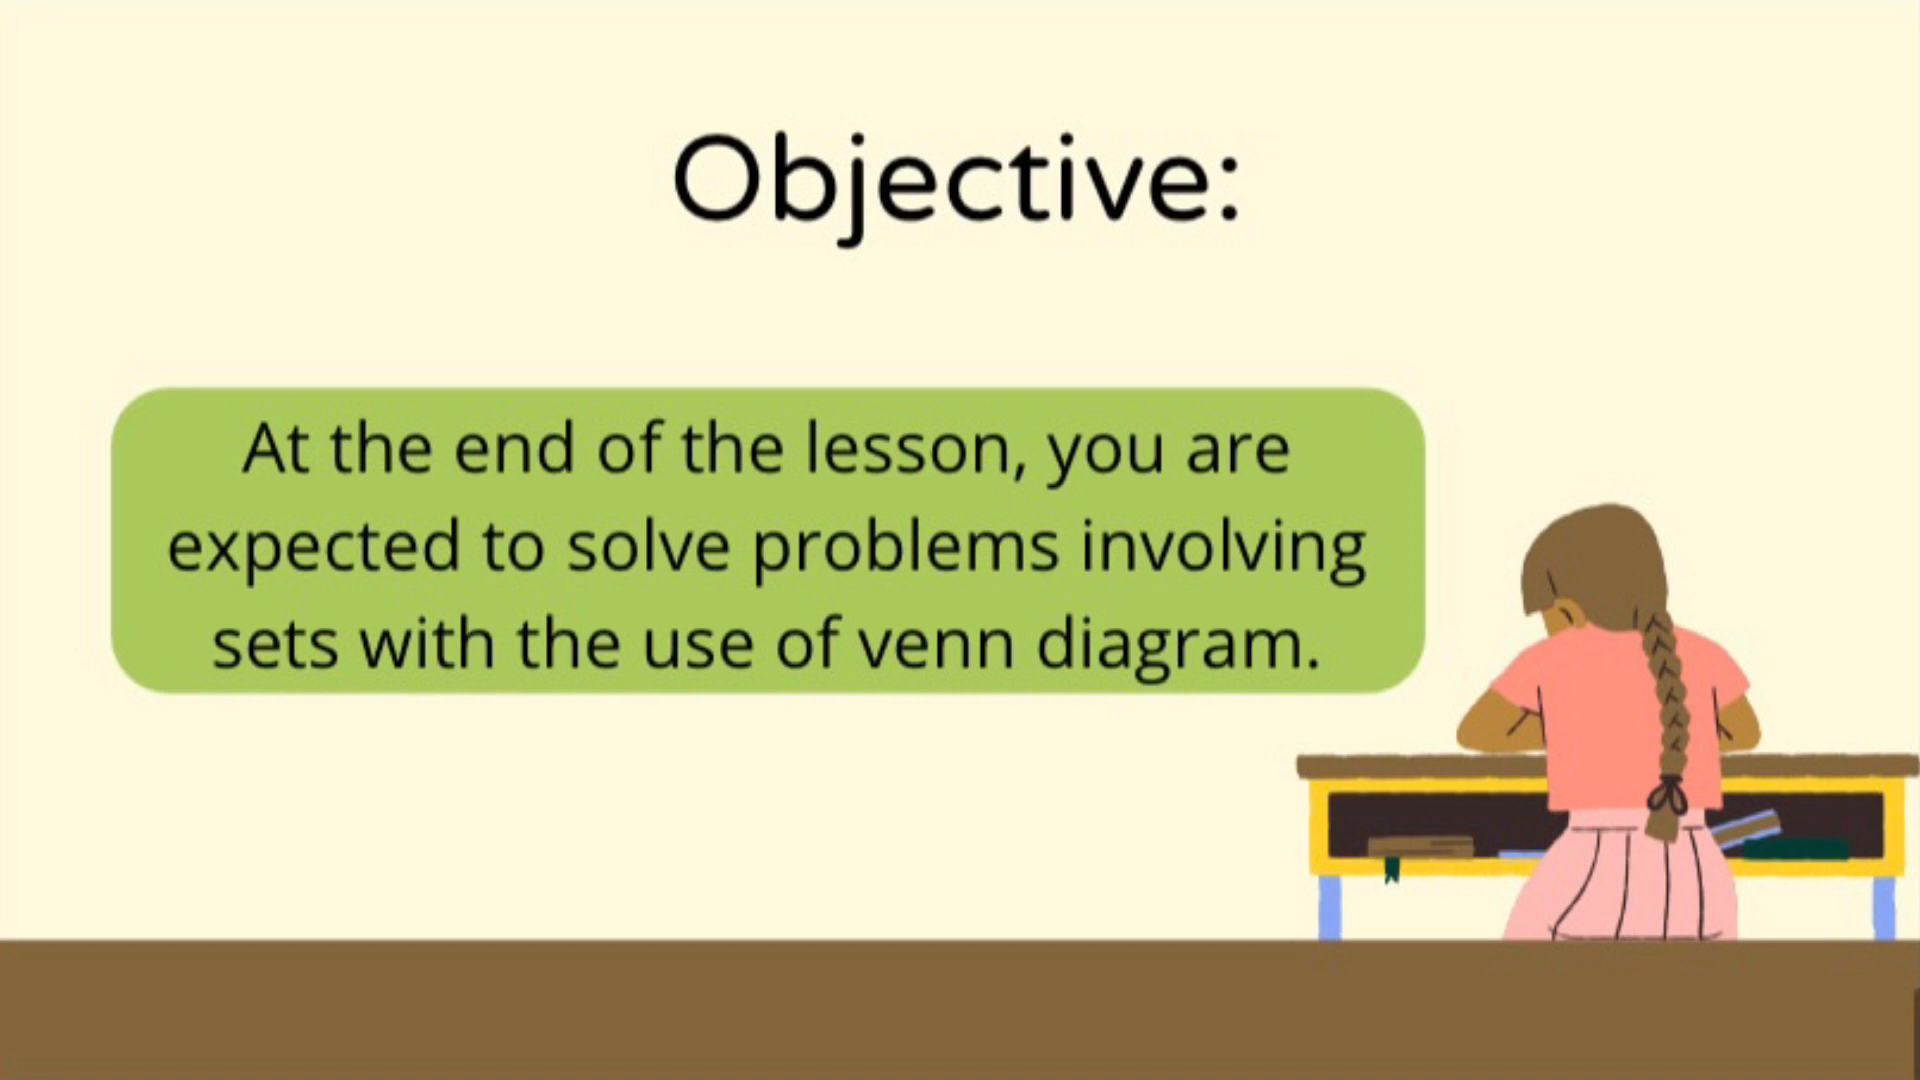 Objective:
At the end of the lesson, you are
expected to solve problems involving
sets with the use of venn diagram.